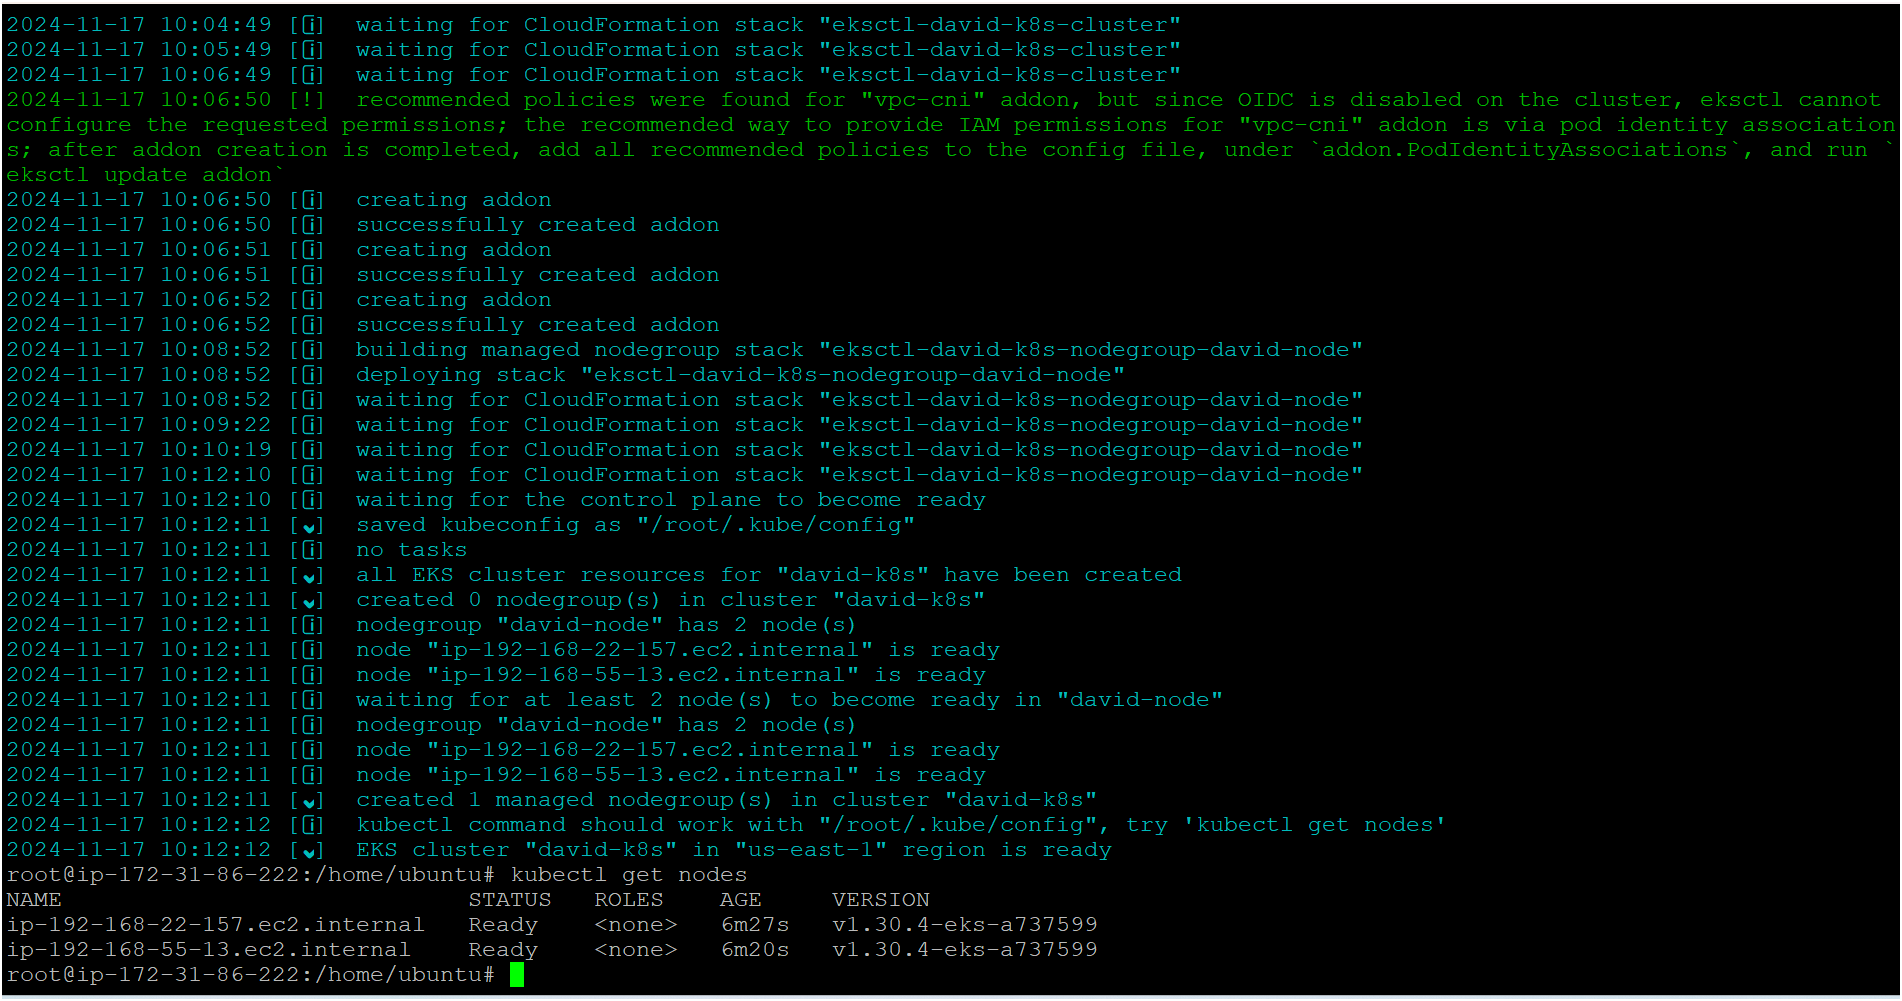 2024-11-17 10:04:49 [ℹ]  waiting for CloudFormation stack "eksctl-david-k8s-cluster"
2024-11-17 10:05:49 [ℹ]  waiting for CloudFormation stack "eksctl-david-k8s-cluster"
2024-11-17 10:06:49 [ℹ]  waiting for CloudFormation stack "eksctl-david-k8s-cluster"
2024-11-17 10:06:50 [!]  recommended policies were found for "vpc-cni" addon, but since OIDC is disabled on the cluster, eksctl cannot
configure the requested permissions; the recommended way to provide IAM permissions for "vpc-cni" addon is via pod identity association
s; after addon creation is completed, add all recommended policies to the config file, under `addon.PodIdentityAssociations`, and run `
eksctl update addon`
2024-11-17 10:06:50 [ℹ]  creating addon
2024-11-17 10:06:50 [ℹ]  successfully created addon
2024-11-17 10:06:51 [ℹ]  creating addon
2024-11-17 10:06:51 [ℹ]  successfully created addon
2024-11-17 10:06:52 [ℹ]  creating addon
2024-11-17 10:06:52 [ℹ]  successfully created addon
2024-11-17 10:08:52 [ℹ]  building managed nodegroup stack "eksctl-david-k8s-nodegroup-david-node"
2024-11-17 10:08:52 [ℹ]  deploying stack "eksctl-david-k8s-nodegroup-david-node"
2024-11-17 10:08:52 [ℹ]  waiting for CloudFormation stack "eksctl-david-k8s-nodegroup-david-node"
2024-11-17 10:09:22 [ℹ]  waiting for CloudFormation stack "eksctl-david-k8s-nodegroup-david-node"
2024-11-17 10:10:19 [ℹ]  waiting for CloudFormation stack "eksctl-david-k8s-nodegroup-david-node"
2024-11-17 10:12:10 [ℹ]  waiting for CloudFormation stack "eksctl-david-k8s-nodegroup-david-node"
2024-11-17 10:12:10 [ℹ]  waiting for the control plane to become ready
2024-11-17 10:12:11 [✔]  saved kubeconfig as "/root/.kube/config"
2024-11-17 10:12:11 [ℹ]  no tasks
2024-11-17 10:12:11 [✔]  all EKS cluster resources for "david-k8s" have been created
2024-11-17 10:12:11 [✔]  created 0 nodegroup(s) in cluster "david-k8s"
2024-11-17 10:12:11 [ℹ]  nodegroup "david-node" has 2 node(s)
2024-11-17 10:12:11 [ℹ]  node "ip-192-168-22-157.ec2.internal" is ready
2024-11-17 10:12:11 [ℹ]  node "ip-192-168-55-13.ec2.internal" is ready
2024-11-17 10:12:11 [ℹ]  waiting for at least 2 node(s) to become ready in "david-node"
2024-11-17 10:12:11 [ℹ]  nodegroup "david-node" has 2 node(s)
2024-11-17 10:12:11 [ℹ]  node "ip-192-168-22-157.ec2.internal" is ready
2024-11-17 10:12:11 [ℹ]  node "ip-192-168-55-13.ec2.internal" is ready
2024-11-17 10:12:11 [✔]  created 1 managed nodegroup(s) in cluster "david-k8s"
2024-11-17 10:12:12 [ℹ]  kubectl command should work with "/root/.kube/config", try 'kubectl get nodes'
2024-11-17 10:12:12 [✔]  EKS cluster "david-k8s" in "us-east-1" region is ready
root@ip-172-31-86-222:/home/ubuntu# kubectl get nodes
NAME                             STATUS   ROLES    AGE     VERSION
ip-192-168-22-157.ec2.internal   Ready    <none>   6m27s   v1.30.4-eks-a737599
ip-192-168-55-13.ec2.internal    Ready    <none>   6m20s   v1.30.4-eks-a737599
root@ip-172-31-86-222:/home/ubuntu#